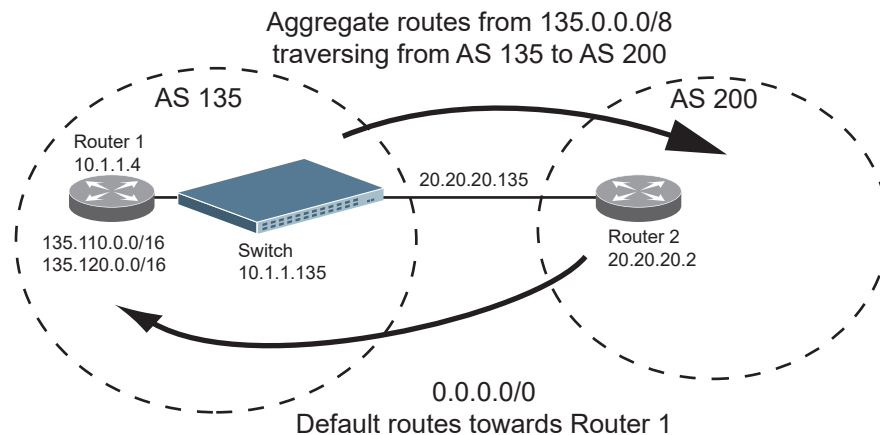 Aggregate routes from 135.0.0.0/8
traversing from AS 135 to AS 200
AS 135
AS 200
Router 1
10.1.1.4
20.20.20.135
135.110.0.0/16
135.120.0.0/16
Switch
10.1.1.135
Router 2
20.20.20.2
0.0.0.0/0
Default routes towards Router 1